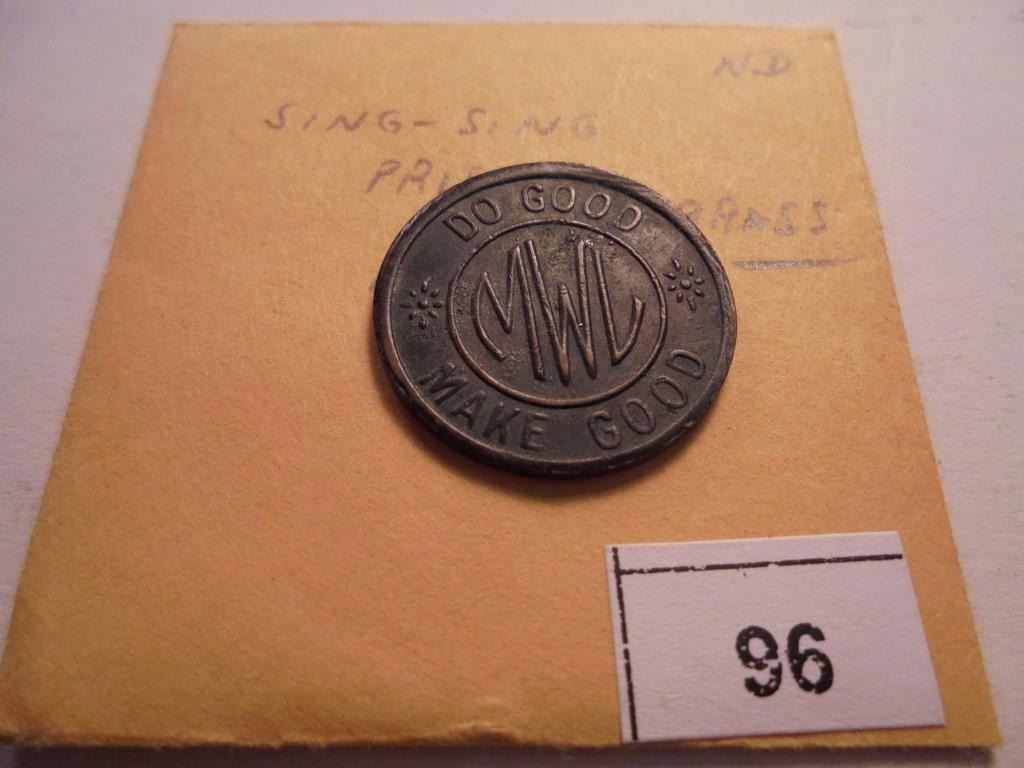 ND
SING-SING
BRASS
DO GOOD
MWL
MAKE GOOD
96